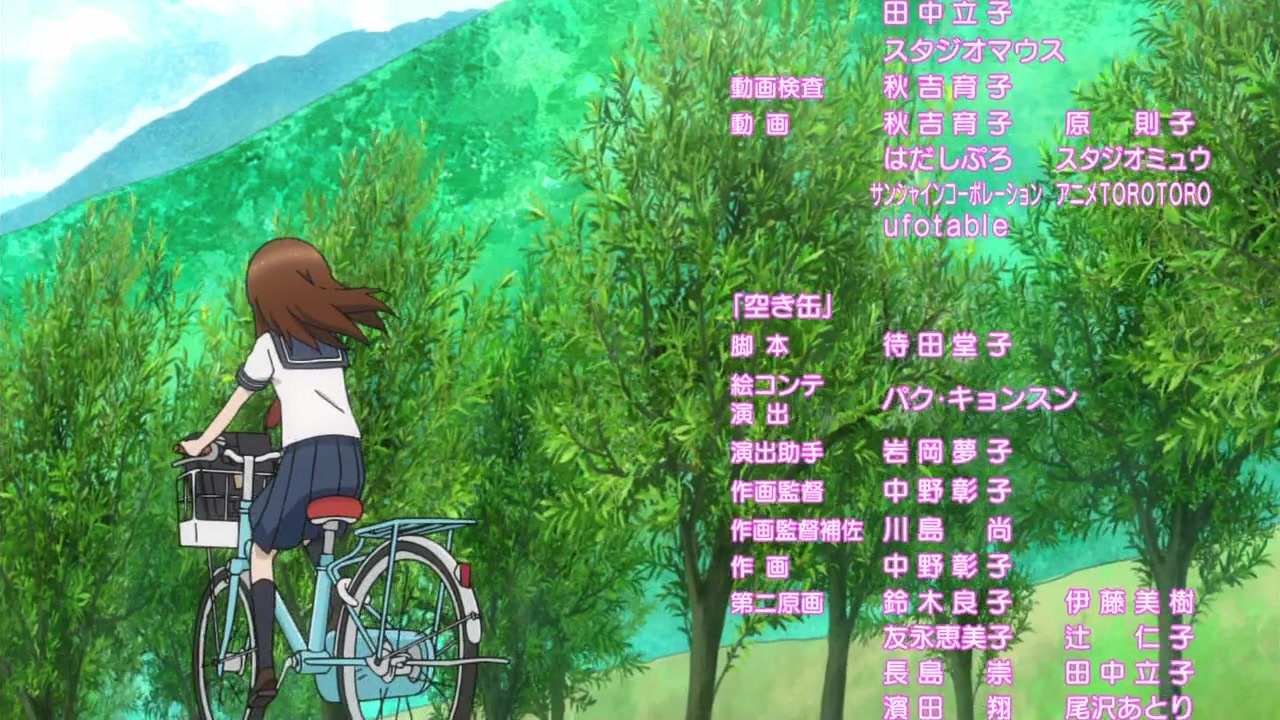 田中立子
スタジオマウス
動画検査 秋吉育子
動画 秋吉育子 原 則子
はだしぷろ スタジオミュウ
サンシャインコーポレーション アニメTOROTORO
ufotable
「空き缶」
脚本 待田堂子
絵コンテ
演出 パク・キョンスン
演出助手 岩岡夢子
作画監督 中野彰子
作画監督補佐 川島 尚
作画 中野彰子
第二原画 鈴木良子 伊藤美樹
友永恵美子 辻 仁子
長島 崇 田中立子
濱田 翔 尾沢あとり